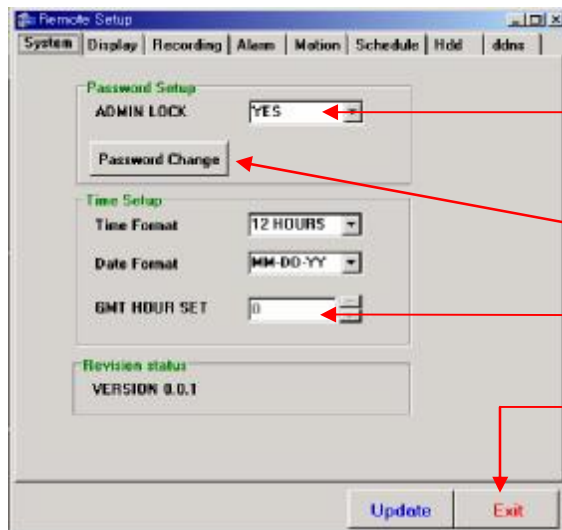 Remote Setup
System Display Recording Alarm Motion Schedule Hdd ddns
Password Setup
ADMIN LOCK YES
Password Change
Time Setup
Time Format 12 HOURS
Date Format MM-DD-YY
GMT HOUR SET 0
Revision status
VERSION 0.0.1
Update Exit